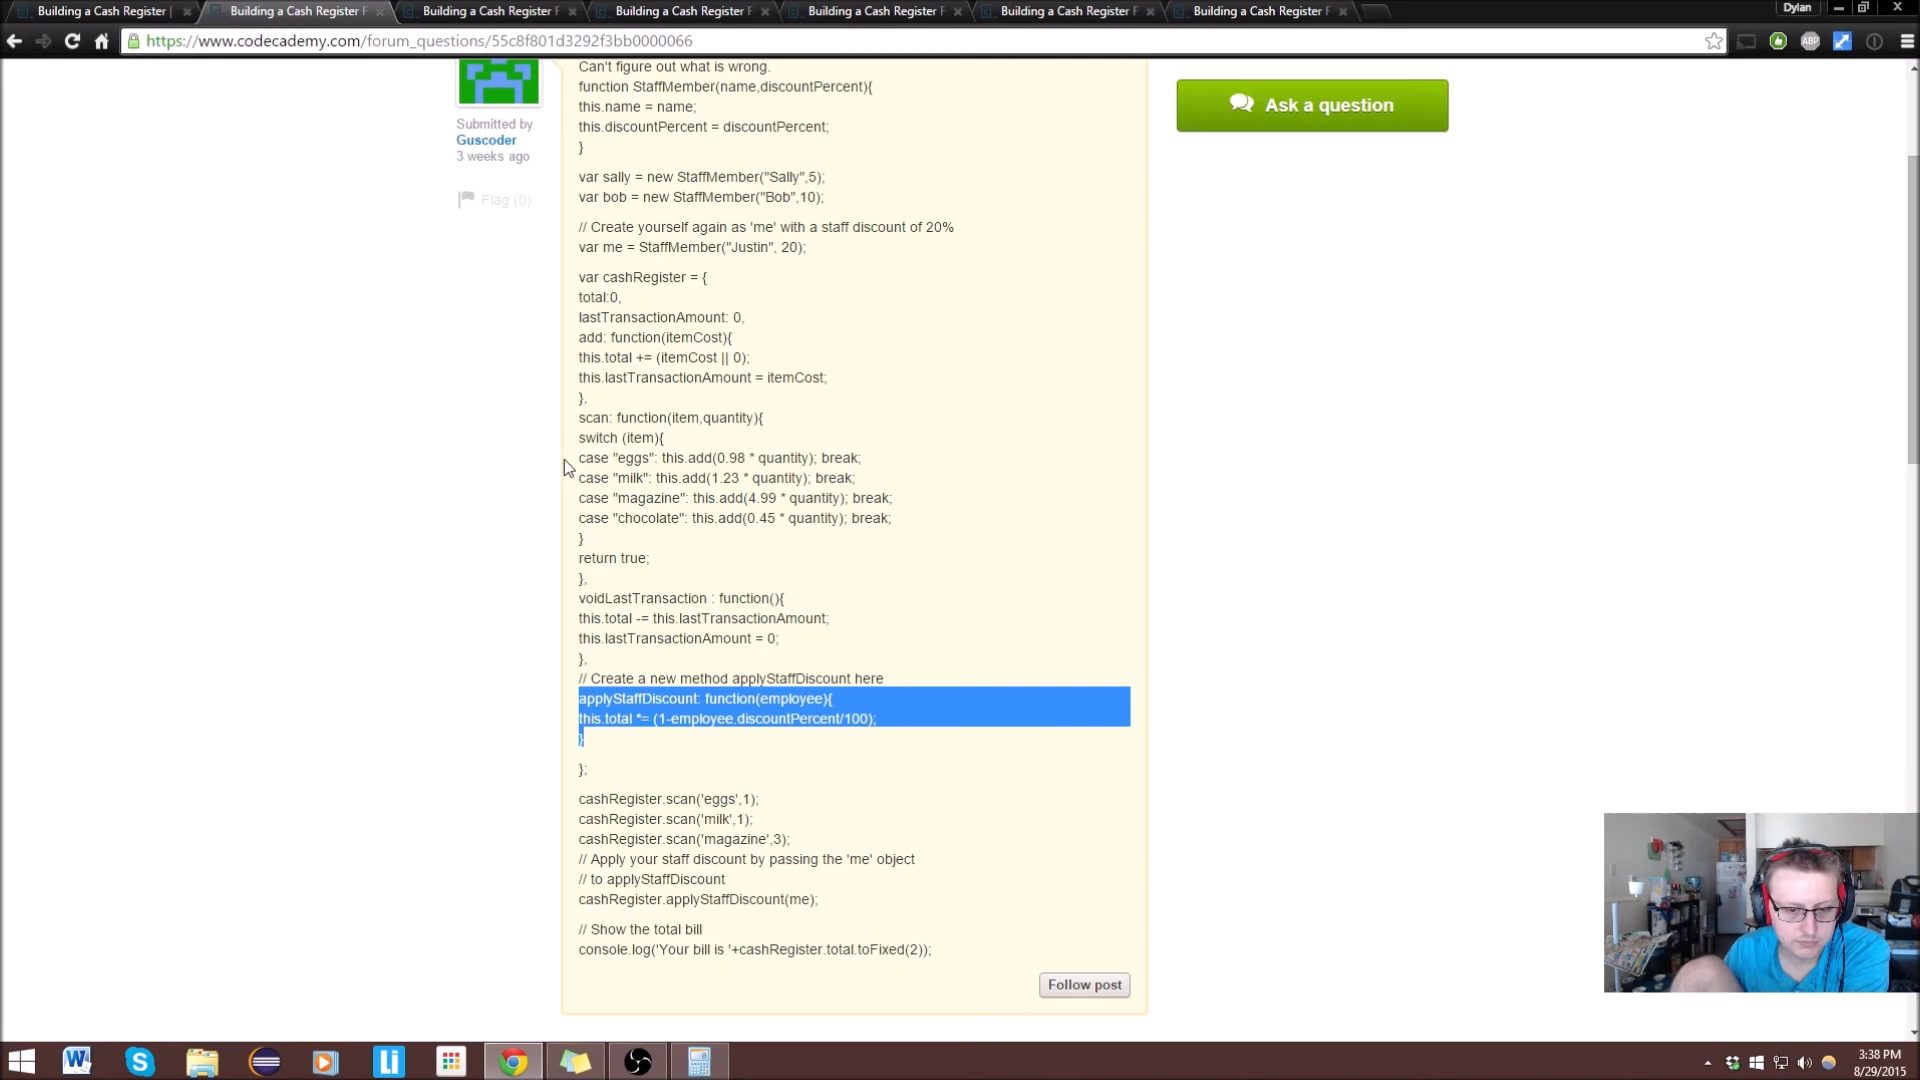 Building a Cash Register |
Building a Cash Register F
Building a Cash Register F
Building a Cash Register F
Building a Cash Register F
Building a Cash Register F
Building a Cash Register F
Dylan
https://www.codecademy.com/forum_questions/55c8f801d3292f3bb0000066
ABP
Submitted by
Guscoder
3 weeks ago
Flag (0)
Can't figure out what is wrong.
function StaffMember(name,discountPercent){
this.name = name;
this.discountPercent = discountPercent;
}
var sally = new StaffMember("Sally",5);
var bob = new StaffMember("Bob",10);
// Create yourself again as 'me' with a staff discount of 20%
var me = StaffMember("Justin", 20);
var cashRegister = {
total:0,
lastTransactionAmount: 0,
add: function(itemCost){
this.total += (itemCost || 0);
this.lastTransactionAmount = itemCost;
},
scan: function(item,quantity){
switch (item){
case "eggs": this.add(0.98 * quantity); break;
case "milk": this.add(1.23 * quantity); break;
case "magazine": this.add(4.99 * quantity); break;
case "chocolate": this.add(0.45 * quantity); break;
}
return true;
},
voidLastTransaction : function(){
this.total -= this.lastTransactionAmount;
this.lastTransactionAmount = 0;
},
// Create a new method applyStaffDiscount here
applyStaffDiscount: function(employee){
this.total *= (1-employee.discountPercent/100);
}
};
cashRegister.scan('eggs',1);
cashRegister.scan('milk',1);
cashRegister.scan('magazine',3);
// Apply your staff discount by passing the 'me' object
// to applyStaffDiscount
cashRegister.applyStaffDiscount(me);
// Show the total bill
console.log('Your bill is '+cashRegister.total.toFixed(2));
Follow post
Ask a question
3:38 PM
8/29/2015